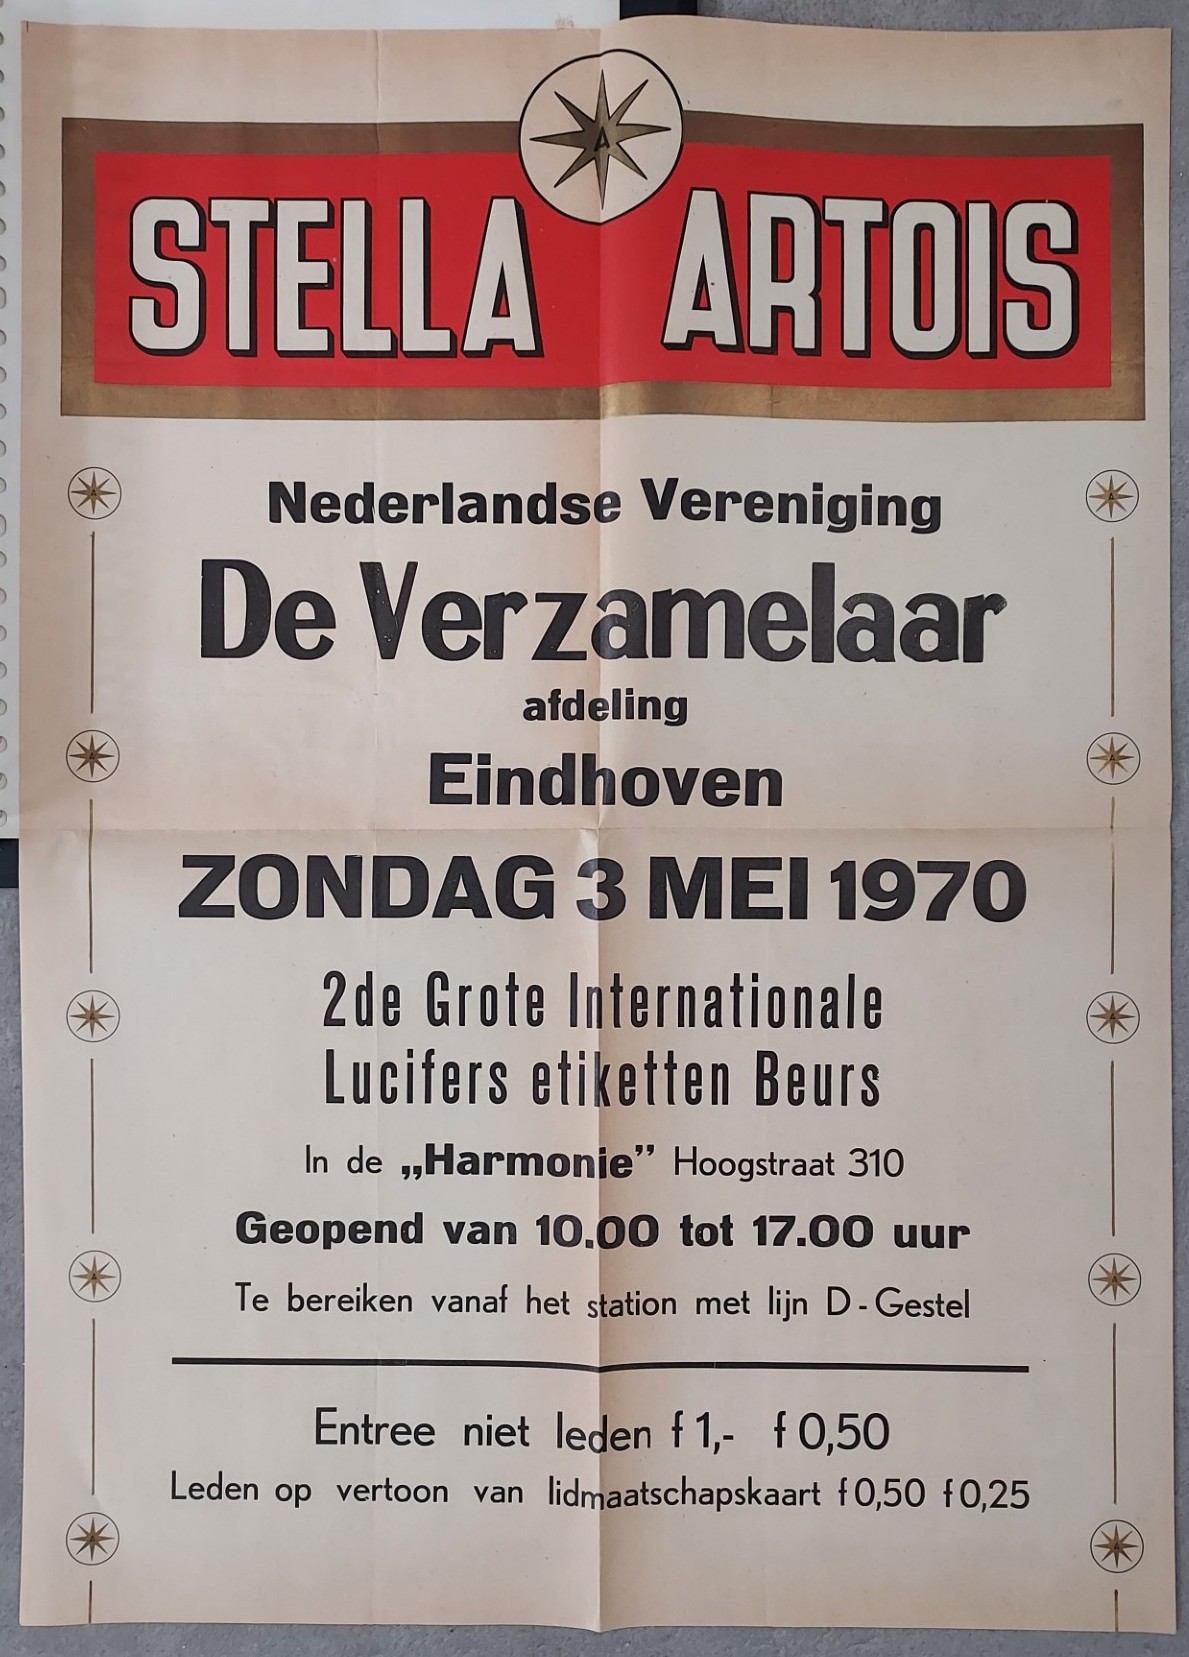 A
STELLA ARTOIS
Nederlandse Vereniging
De Verzamelaar
afdeling
Eindhoven
ZONDAG 3 MEI 1970
2de Grote Internationale
Lucifers etiketten Beurs
In de „Harmonie” Hoogstraat 310
Geopend van 10.00 tot 17.00 uur
Te bereiken vanaf het station met lijn D - Gestel
Entree niet leden f 1,- f 0,50
Leden op vertoon van lidmaatschapskaart f 0,50 f 0,25